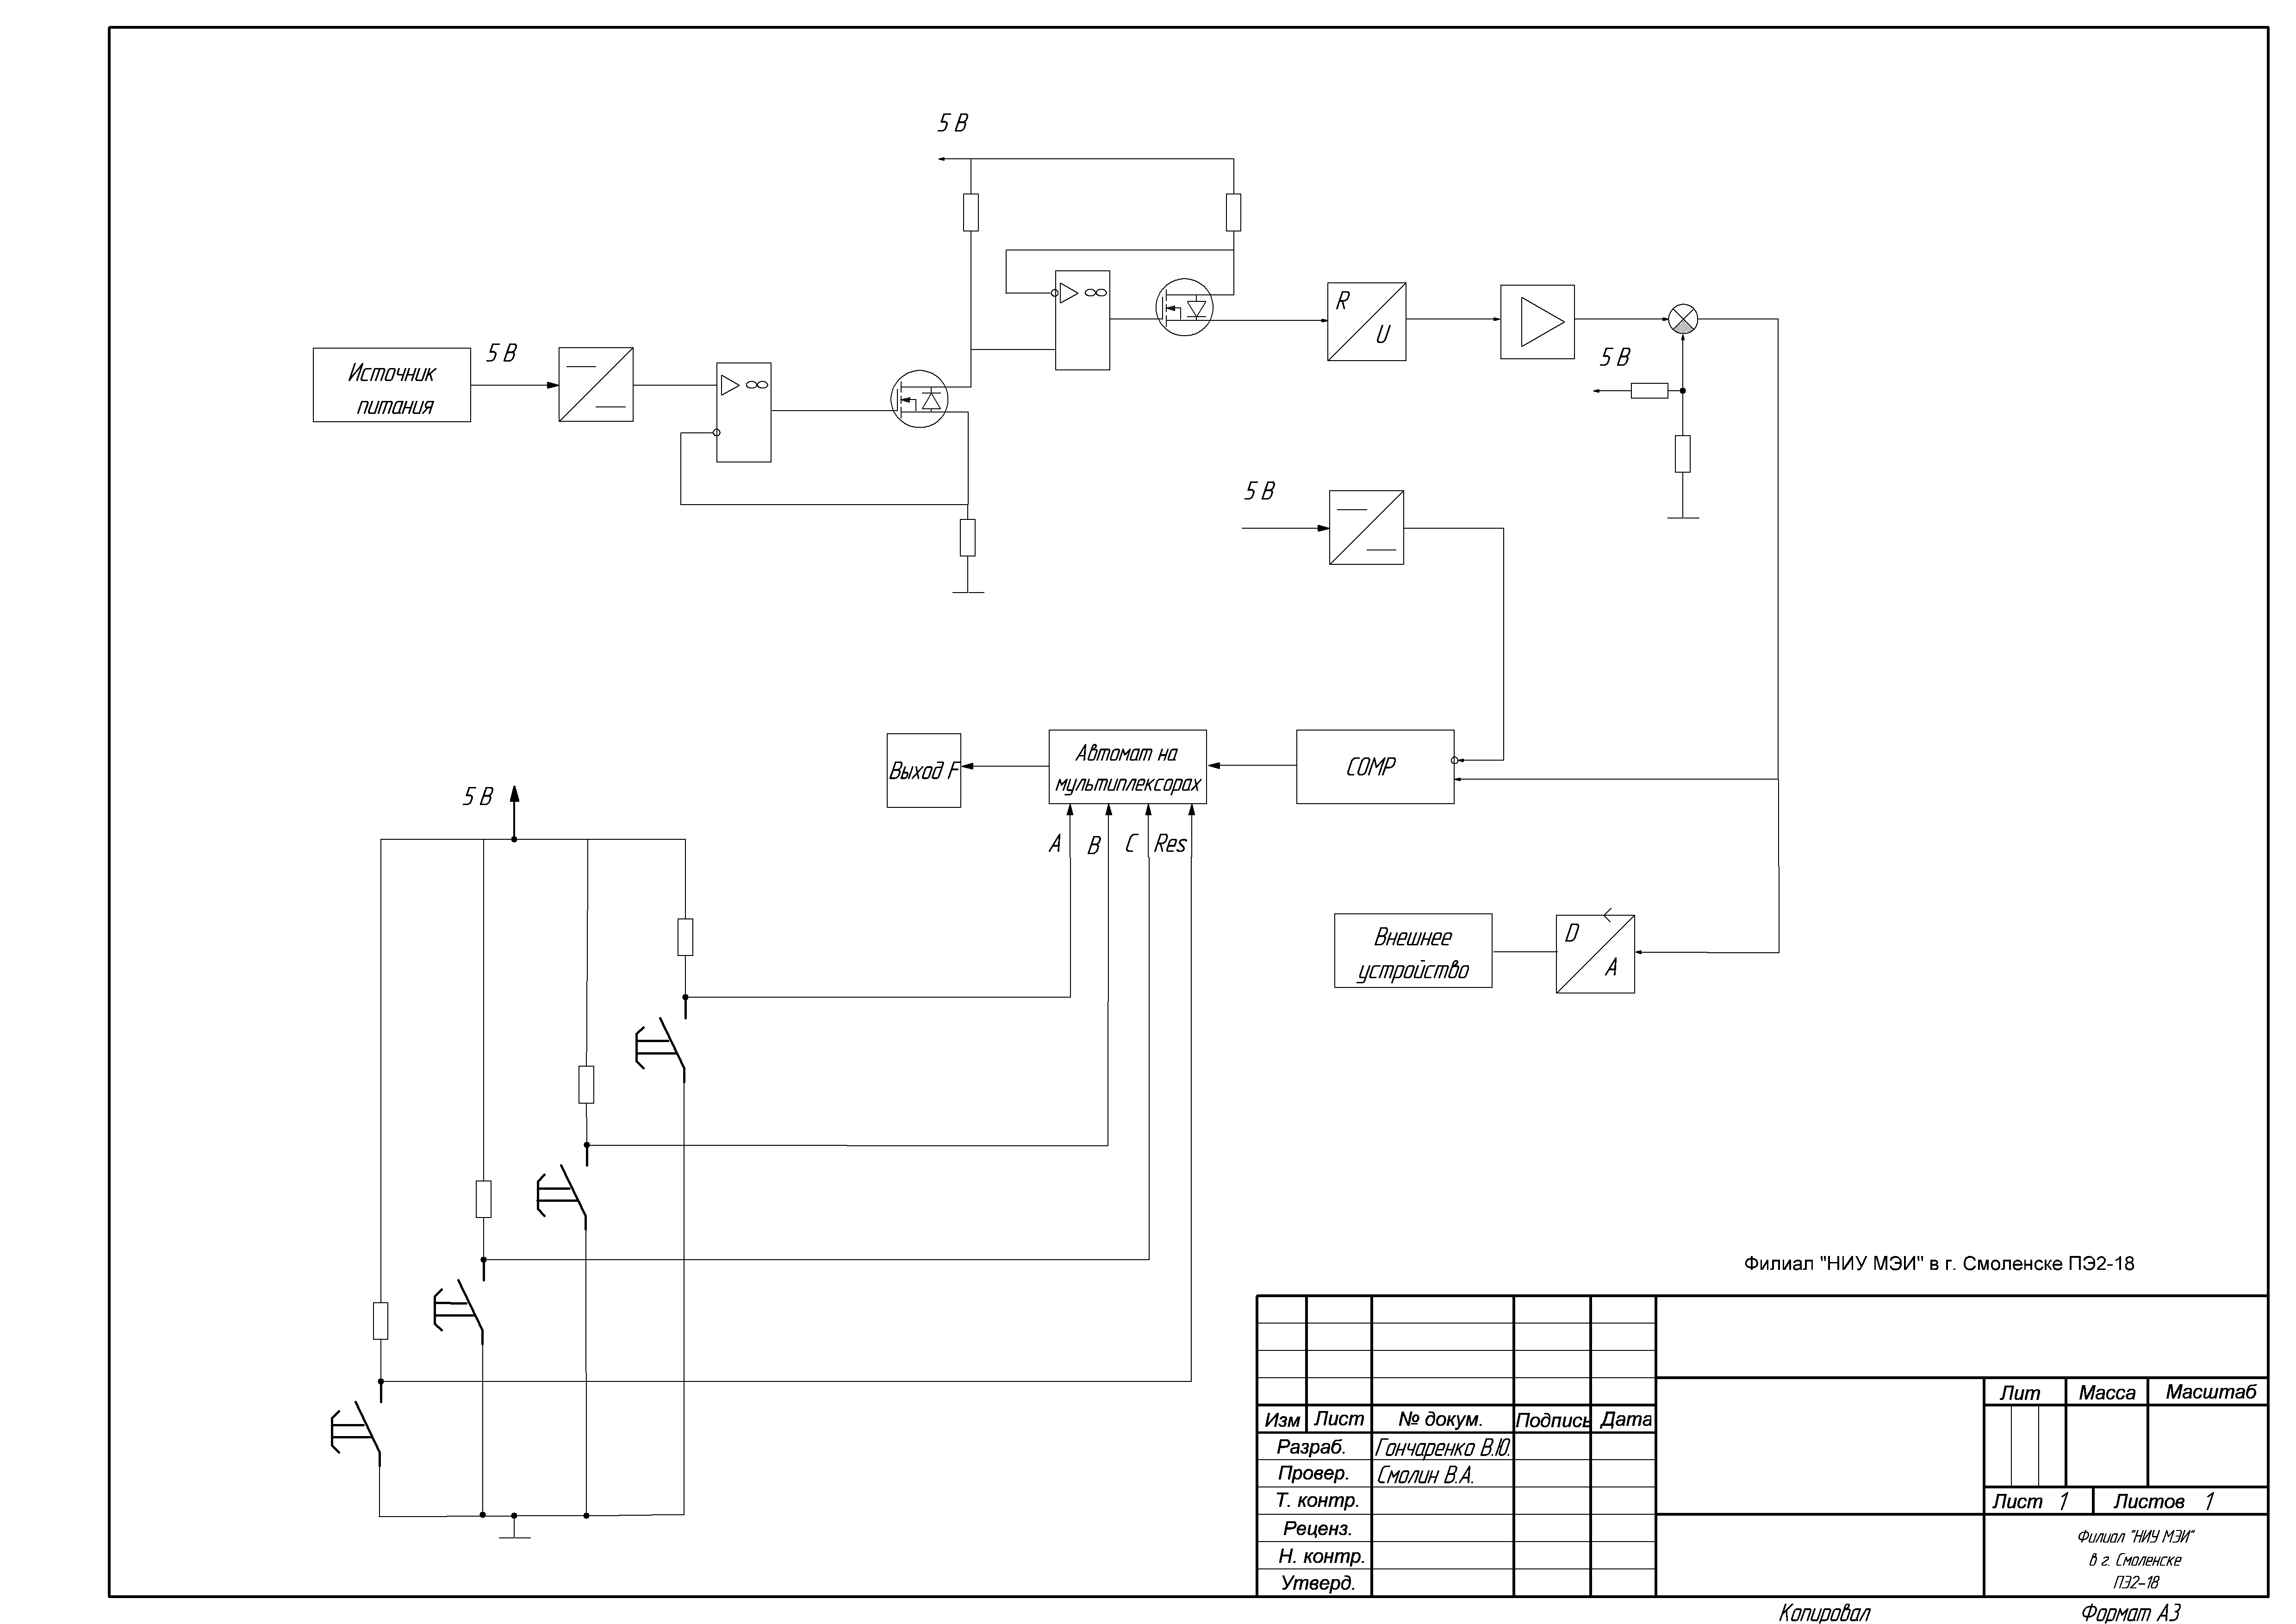 5 В
R
U
5 В
5 В
Источник
питания
∞
∞
5 В
Автомат на
мультиплексорах
Выход F
COMP
5 В
A
B
C
Res
Внешнее
устройство
D
A
Филиал "НИУ МЭИ" в г. Смоленске ПЭ2-18
Лит
Масса
Масштаб
Изм
Лист
№ докум.
Подпись
Дата
Разраб.
Гончаренко В.Ю.
Провер.
Смолин В.А.
Т. контр.
Лист 1
Листов 1
Реценз.
Н. контр.
Утверд.
Филиал "НИУ МЭИ"
в г. Смоленске
ПЭ2-18
Копировал
Формат А3